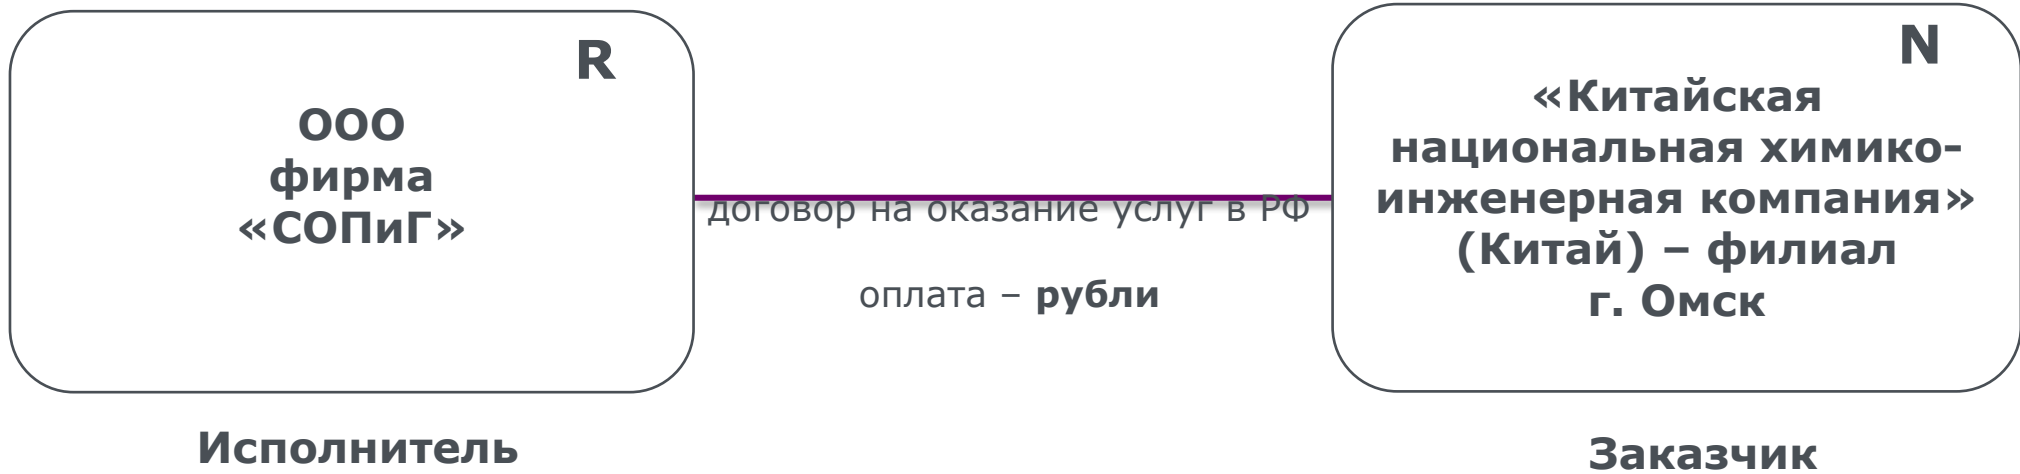 R
ООО
фирма
«СОПиГ»
Исполнитель
договор на оказание услуг в РФ
оплата – рубли
N
«Китайская
национальная химико-
инженерная компания»
(Китай) – филиал
г. Омск
Заказчик